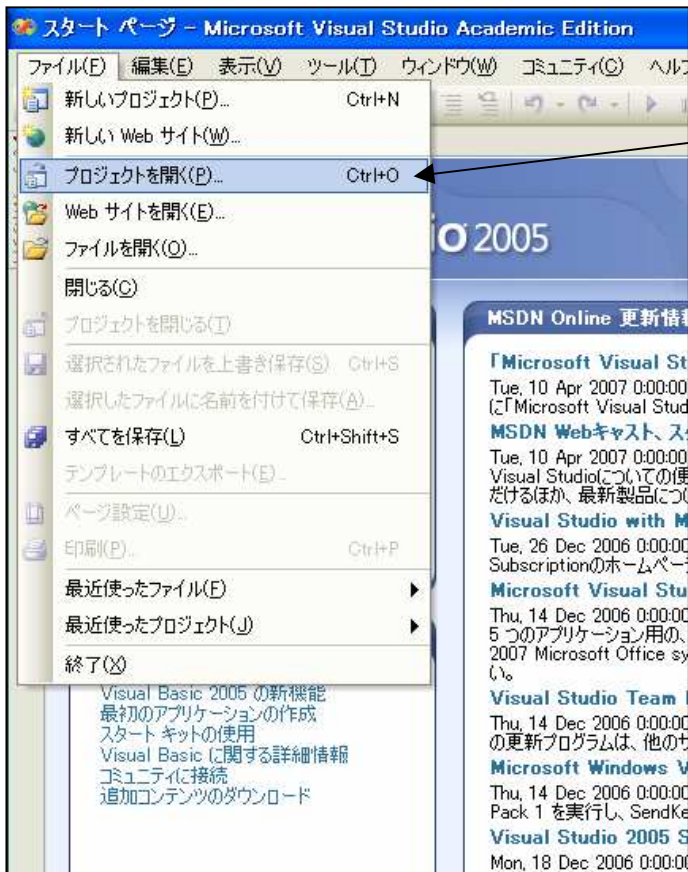 スタート ページ - Microsoft Visual Studio Academic Edition
ファイル(F) 編集(E) 表示(V) ツール(T) ウィンドウ(W) コミュニティ(C) ヘルプ
新しいプロジェクト(P)... Ctrl+N
新しい Web サイト(W)...
プロジェクトを開く(P)... Ctrl+O
Web サイトを開く(E)...
ファイルを開く(O)...
閉じる(C)
プロジェクトを閉じる(T)
選択されたファイルを上書き保存(S) Ctrl+S
選択したファイルに名前を付けて保存(A)...
すべてを保存(L) Ctrl+Shift+S
テンプレートのエクスポート(E)...
ページ設定(U)...
印刷(P)... Ctrl+P
最近使ったファイル(F)
最近使ったプロジェクト(J)
終了(X)
Visual Basic 2005 の新機能
最初のアプリケーションの作成
スタート キットの使用
Visual Basic に関する詳細情報
コミュニティに接続
追加コンテンツのダウンロード
o 2005
MSDN Online 更新情報
「Microsoft Visual St
Tue, 10 Apr 2007 0:00:00
に「Microsoft Visual Stud
MSDN Webキャスト、ス
Tue, 10 Apr 2007 0:00:00
Visual Studioについての
だけるほか、最新製品につ
Visual Studio with M
Tue, 26 Dec 2006 0:00:00
Subscriptionのホームペー
Microsoft Visual Stu
Thu, 14 Dec 2006 0:00:00
5 つのアプリケーション用の、
2007 Microsoft Office sy
い。
Visual Studio Team
Thu, 14 Dec 2006 0:00:00
の更新プログラムは、他の
Microsoft Windows V
Thu, 14 Dec 2006 0:00:00
Pack 1 を実行し、SendKe
Visual Studio 2005 S
Mon, 18 Dec 2006 0:00:00